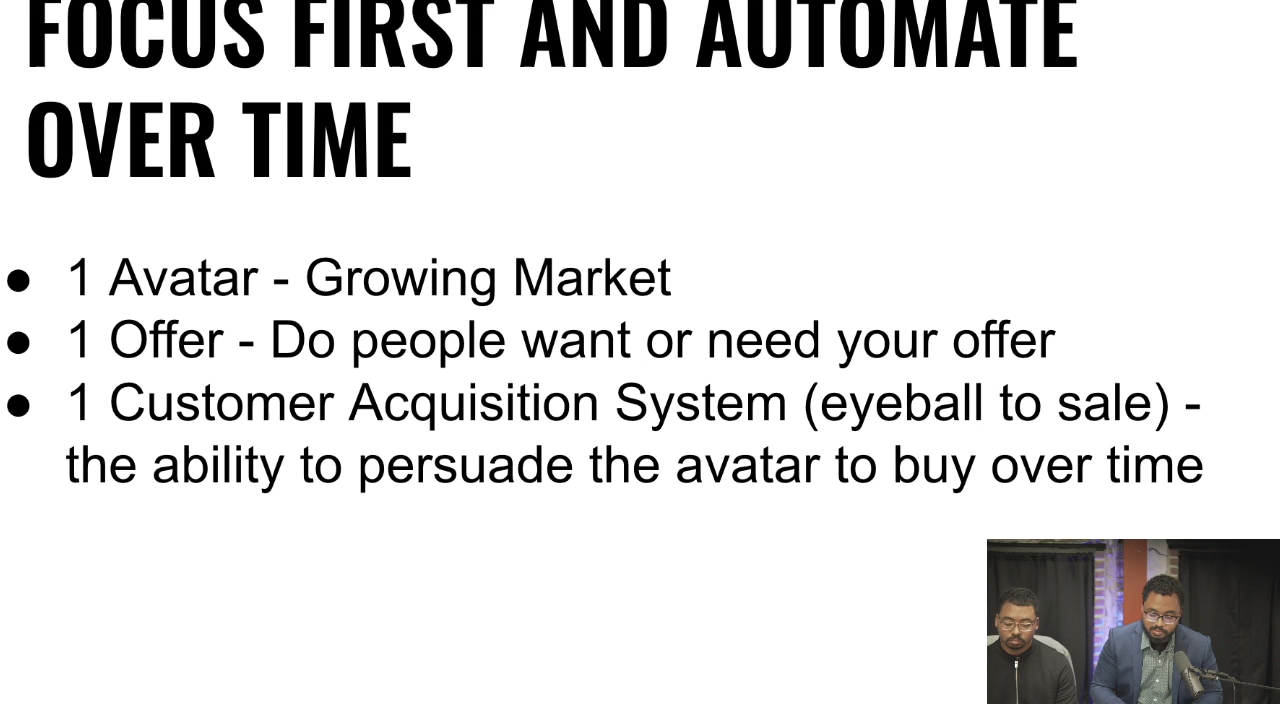 FOCUS FIRST AND AUTOMATE
OVER TIME
● 1 Avatar - Growing Market
● 1 Offer - Do people want or need your offer
● 1 Customer Acquisition System (eyeball to sale) -
the ability to persuade the avatar to buy over time